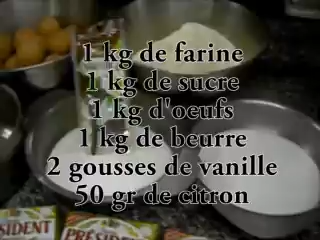 1 kg de farine
1 kg de sucre
1 kg d'oeufs
1 kg de beurre
2 gousses de vanille
50 gr de citron
PRÉSIDENT